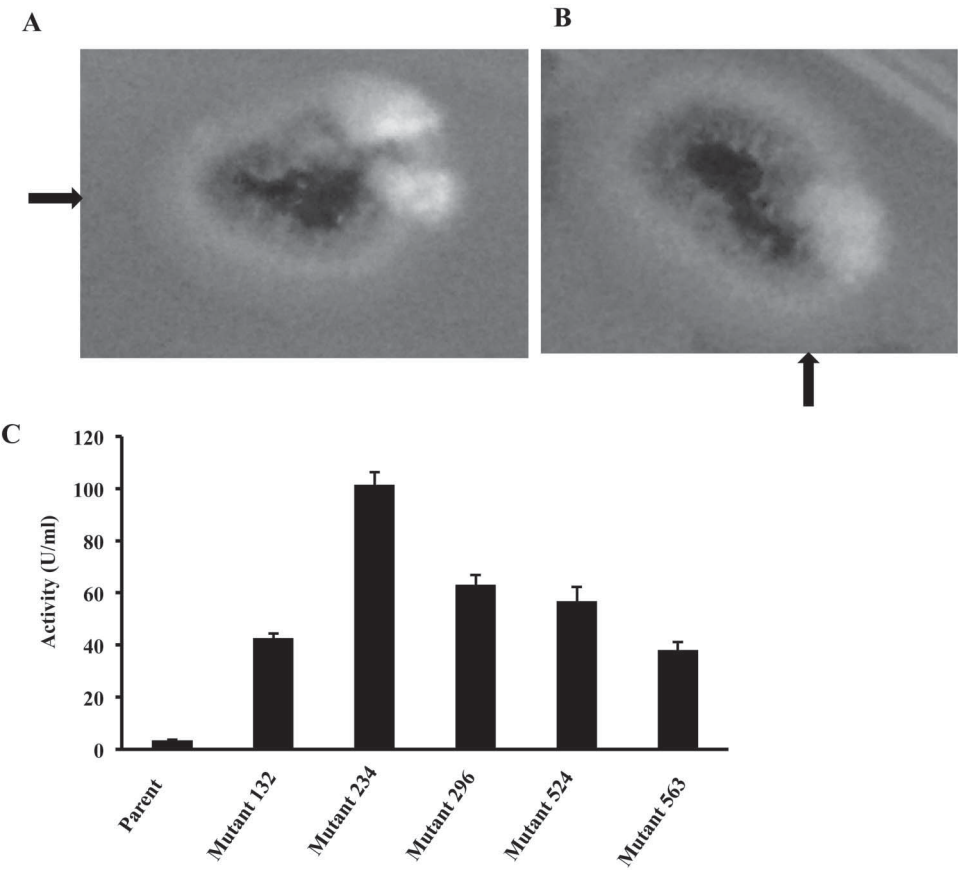 A
B
C
120
100
80
60
40
20
0
Activity (U/ml)
Parent
Mutant 132
Mutant 234
Mutant 296
Mutant 524
Mutant 563